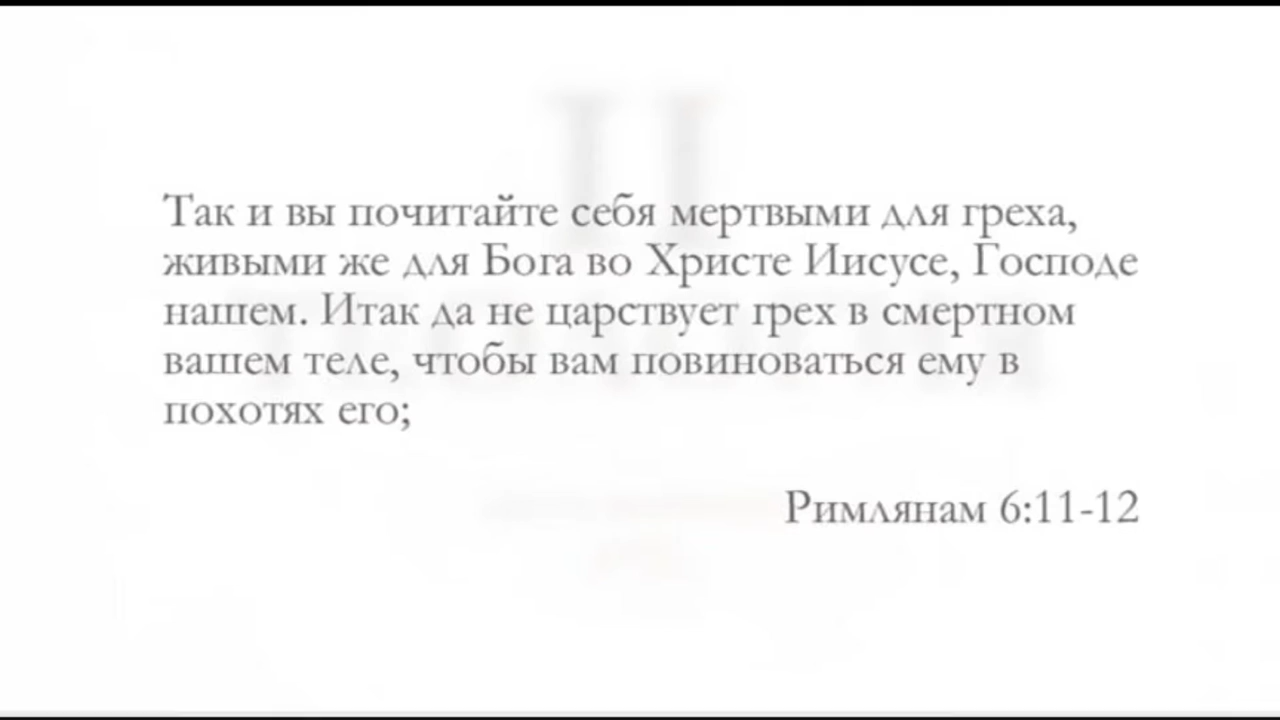 Так и вы почитайте себя мертвыми для греха,
живыми же для Бога во Христе Иисусе, Господе
нашем. Итак да не царствует грех в смертном
вашем теле, чтобы вам повиноваться ему в
похотях его;
Римлянам 6:11-12